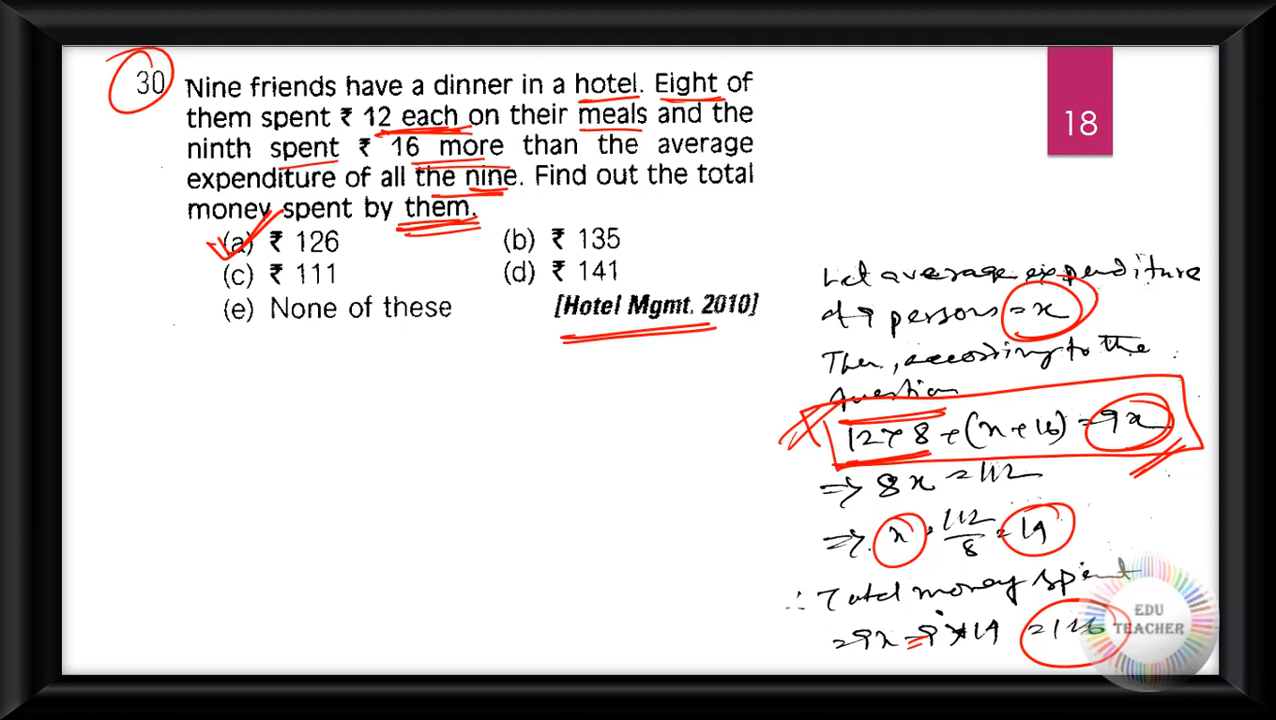 30 Nine friends have a dinner in a hotel. Eight of
them spent ₹ 12 each on their meals and the
ninth spent ₹ 16 more than the average
expenditure of all the nine. Find out the total
money spent by them.
(a) ₹ 126 (b) ₹ 135
(c) ₹ 111 (d) ₹ 141
(e) None of these [Hotel Mgmt. 2010]
18
Let average expenditure
of 9 persons = x
Then, according to the
question
12×8+(x+16)=9x
⇒ 8x = 112
⇒ x = 112/8 = 14
∴ Total money spent
=9x=9×14 =126
EDU
TEACHER